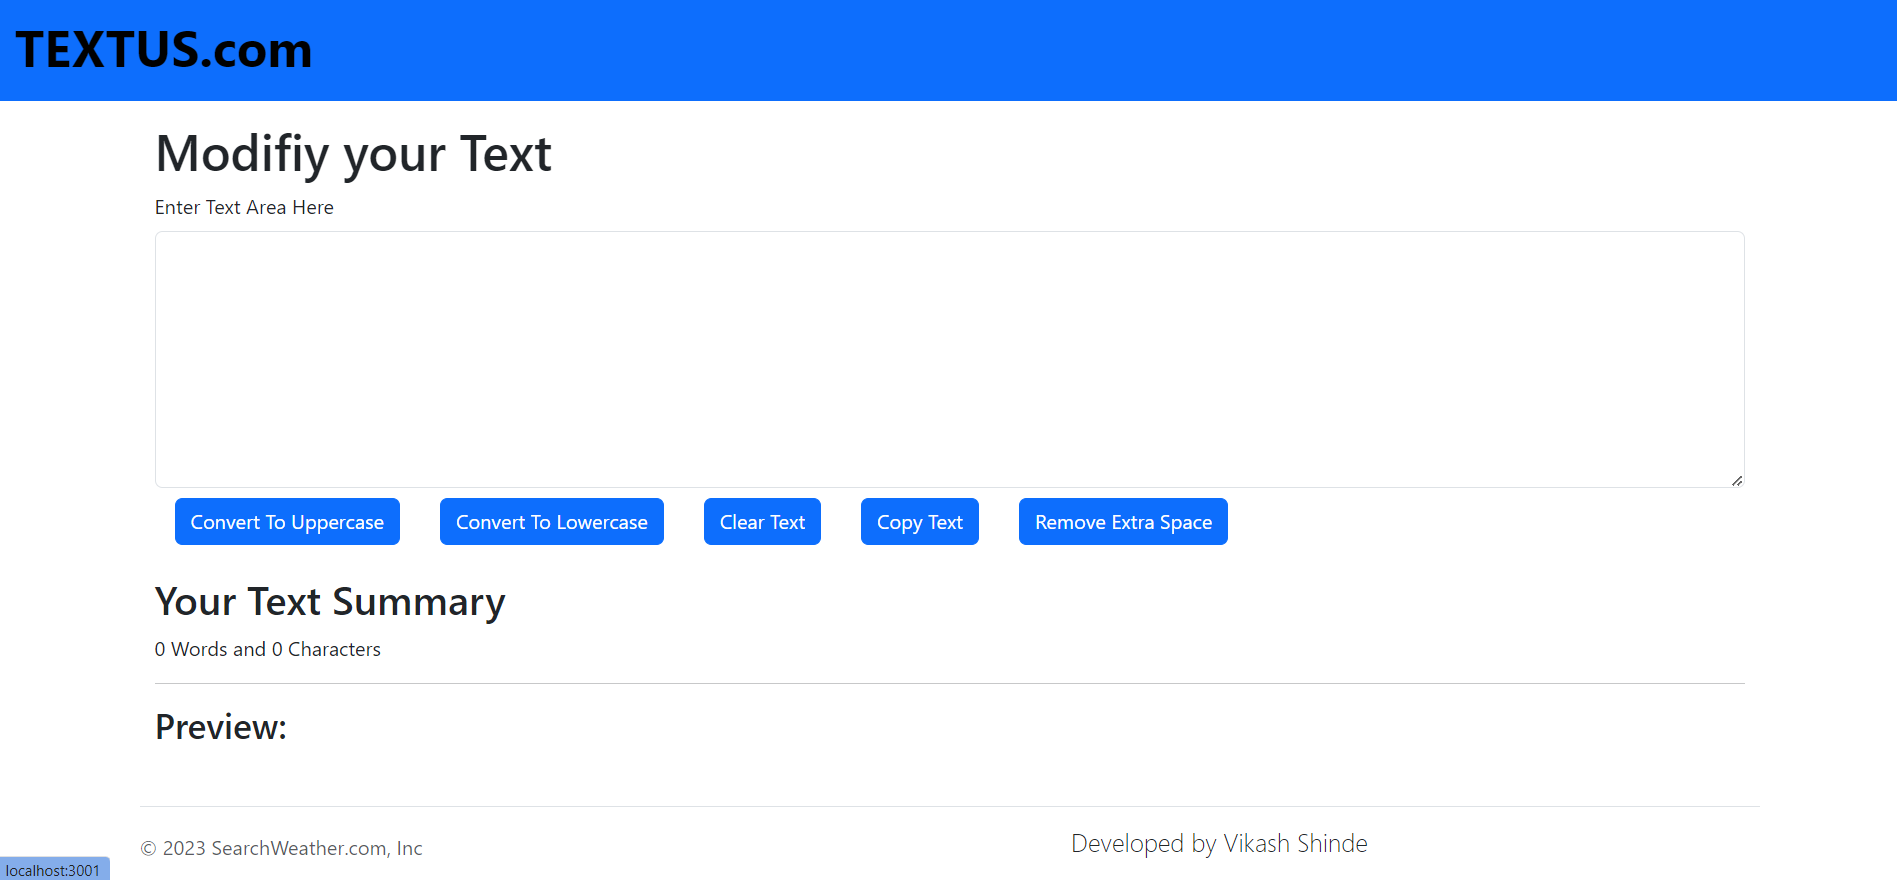 TEXTUS.com
Modifiy your Text
Enter Text Area Here
Convert To Uppercase Convert To Lowercase Clear Text Copy Text Remove Extra Space
Your Text Summary
0 Words and 0 Characters
Preview:
© 2023 SearchWeather.com, Inc Developed by Vikash Shinde
localhost:3001